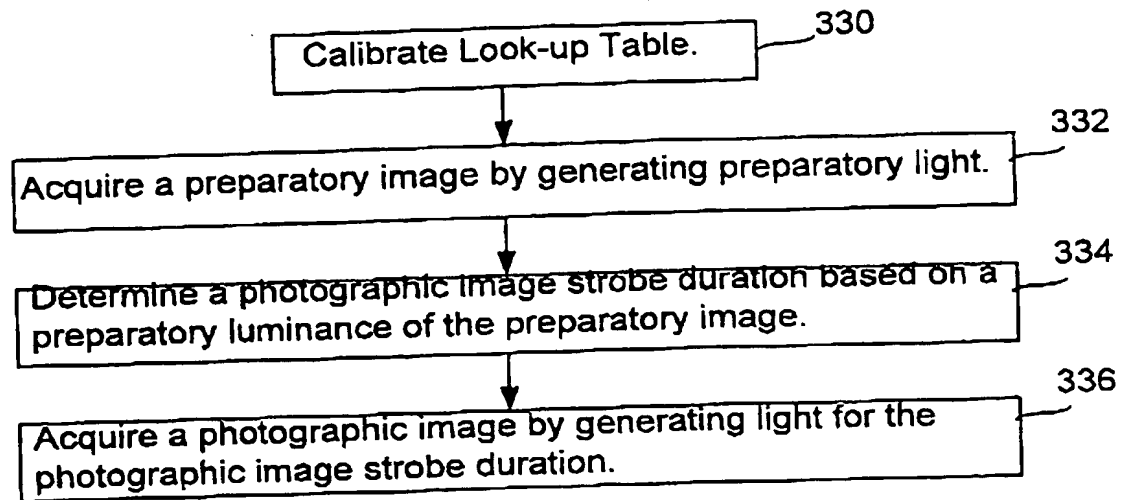 Calibrate Look-up Table.
330
Acquire a preparatory image by generating preparatory light.
332
Determine a photographic image strobe duration based on a
preparatory luminance of the preparatory image.
334
Acquire a photographic image by generating light for the
photographic image strobe duration.
336